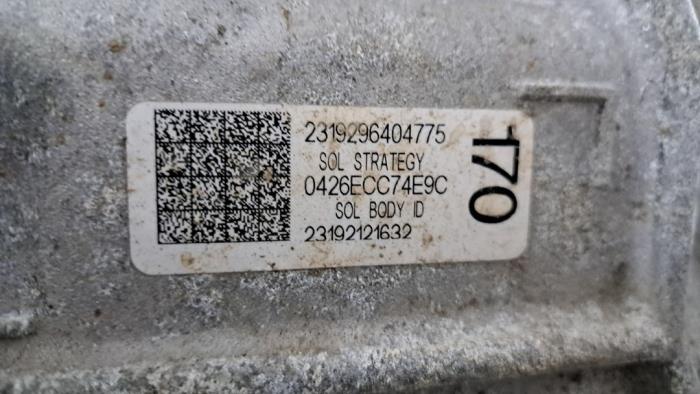 2319296404775
SOL STRATEGY
0426ECC74E9C
SOL BODY ID
23192121632
170